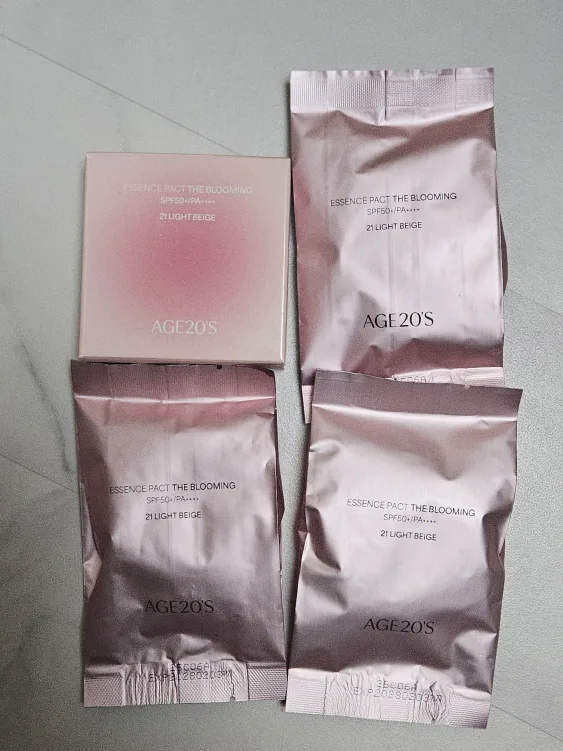 ESSENCE PACT THE BLOOMING
SPF50+/PA++++
21 LIGHT BEIGE
AGE20'S
ESSENCE PACT THE BLOOMING
SPF50+/PA++++
21 LIGHT BEIGE
AGE20'S
ESSENCE PACT THE BLOOMING
SPF50+/PA++++
21 LIGHT BEIGE
AGE20'S
25C06A
ESSENCE PACT THE BLOOMING
SPF50+/PA++++
21 LIGHT BEIGE
AGE20'S
25C06A